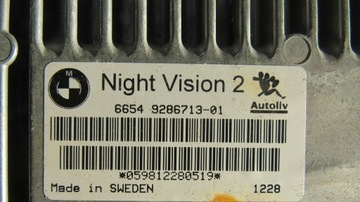 M
Night Vision 2
6654 9286713-01
Autoliv
*059812280519*
Made in SWEDEN
1228